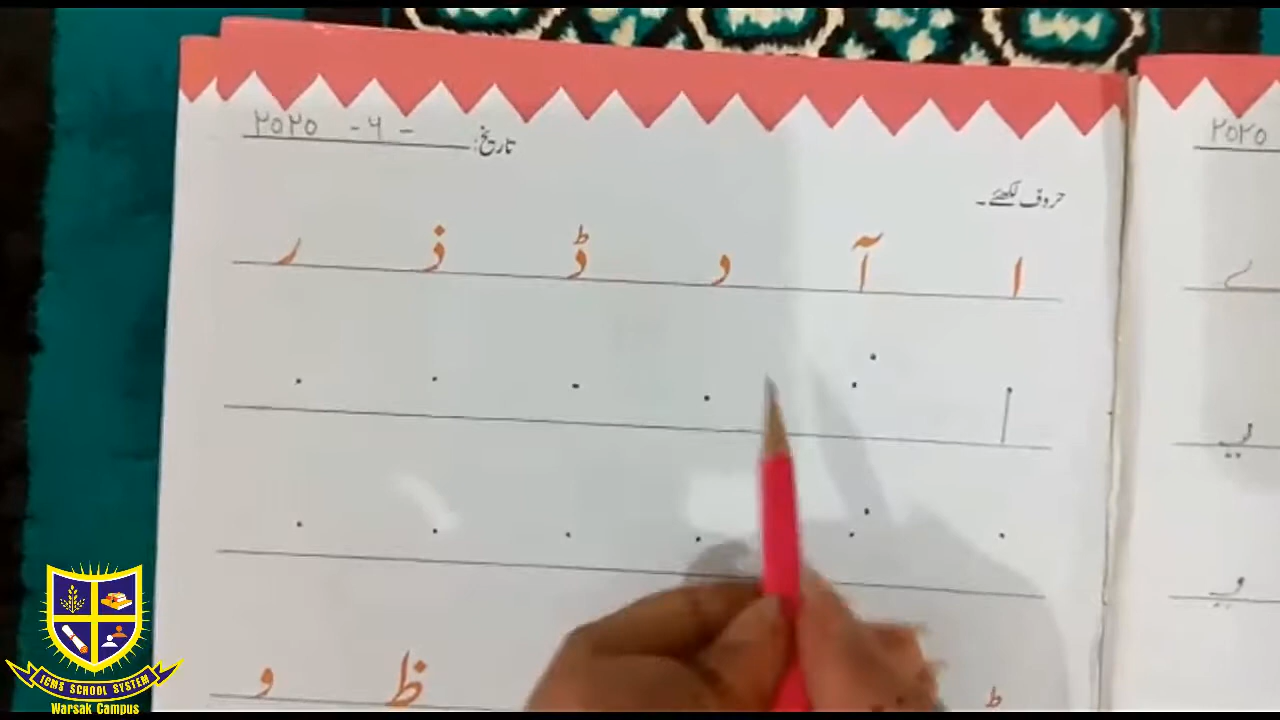 تاریخ: - ۶ - ۲۰۲۰
۲۰۲۰
حروف لکھئے۔
ا آ د ڈ ذ ر
ے
ا
و
ظ و
ICMS SCHOOL SYSTEM
Warsak Campus